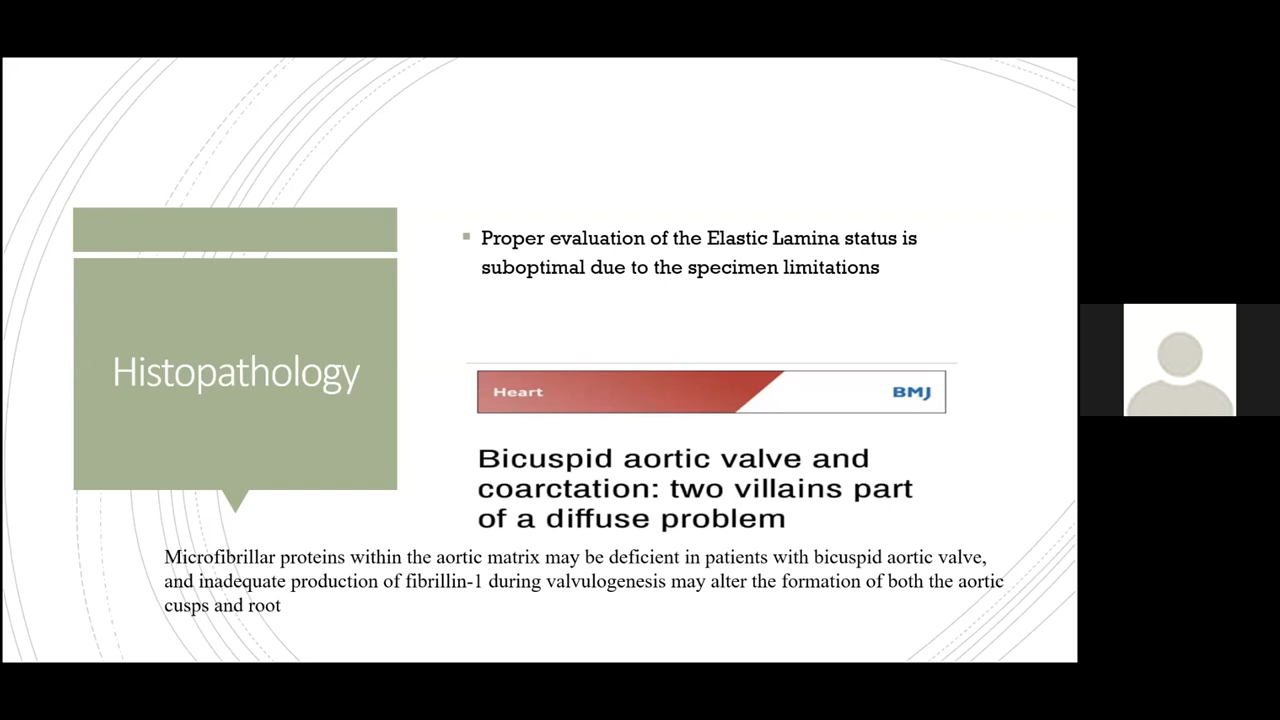 Histopathology
Proper evaluation of the Elastic Lamina status is
suboptimal due to the specimen limitations
Heart
BMJ
Bicuspid aortic valve and
coarctation: two villains part
of a diffuse problem
Microfibrillar proteins within the aortic matrix may be deficient in patients with bicuspid aortic valve,
and inadequate production of fibrillin-1 during valvulogenesis may alter the formation of both the aortic
cusps and root